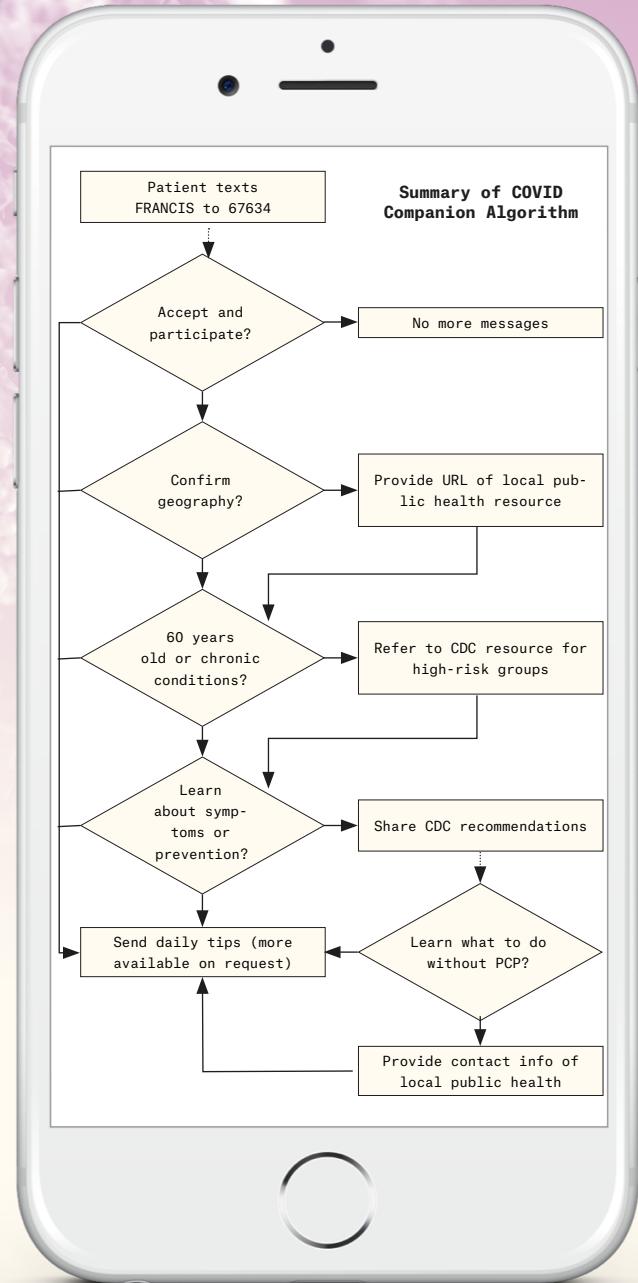 Patient texts
FRANCIS to 67634
Summary of COVID
Companion Algorithm
Accept and
participate?
No more messages
Confirm
geography?
Provide URL of local pub-
lic health resource
60 years
old or chronic
conditions?
Refer to CDC resource for
high-risk groups
Learn
about symp-
toms or
prevention?
Share CDC recommendations
Send daily tips (more
available on request)
Learn what to do
without PCP?
Provide contact info of
local public health